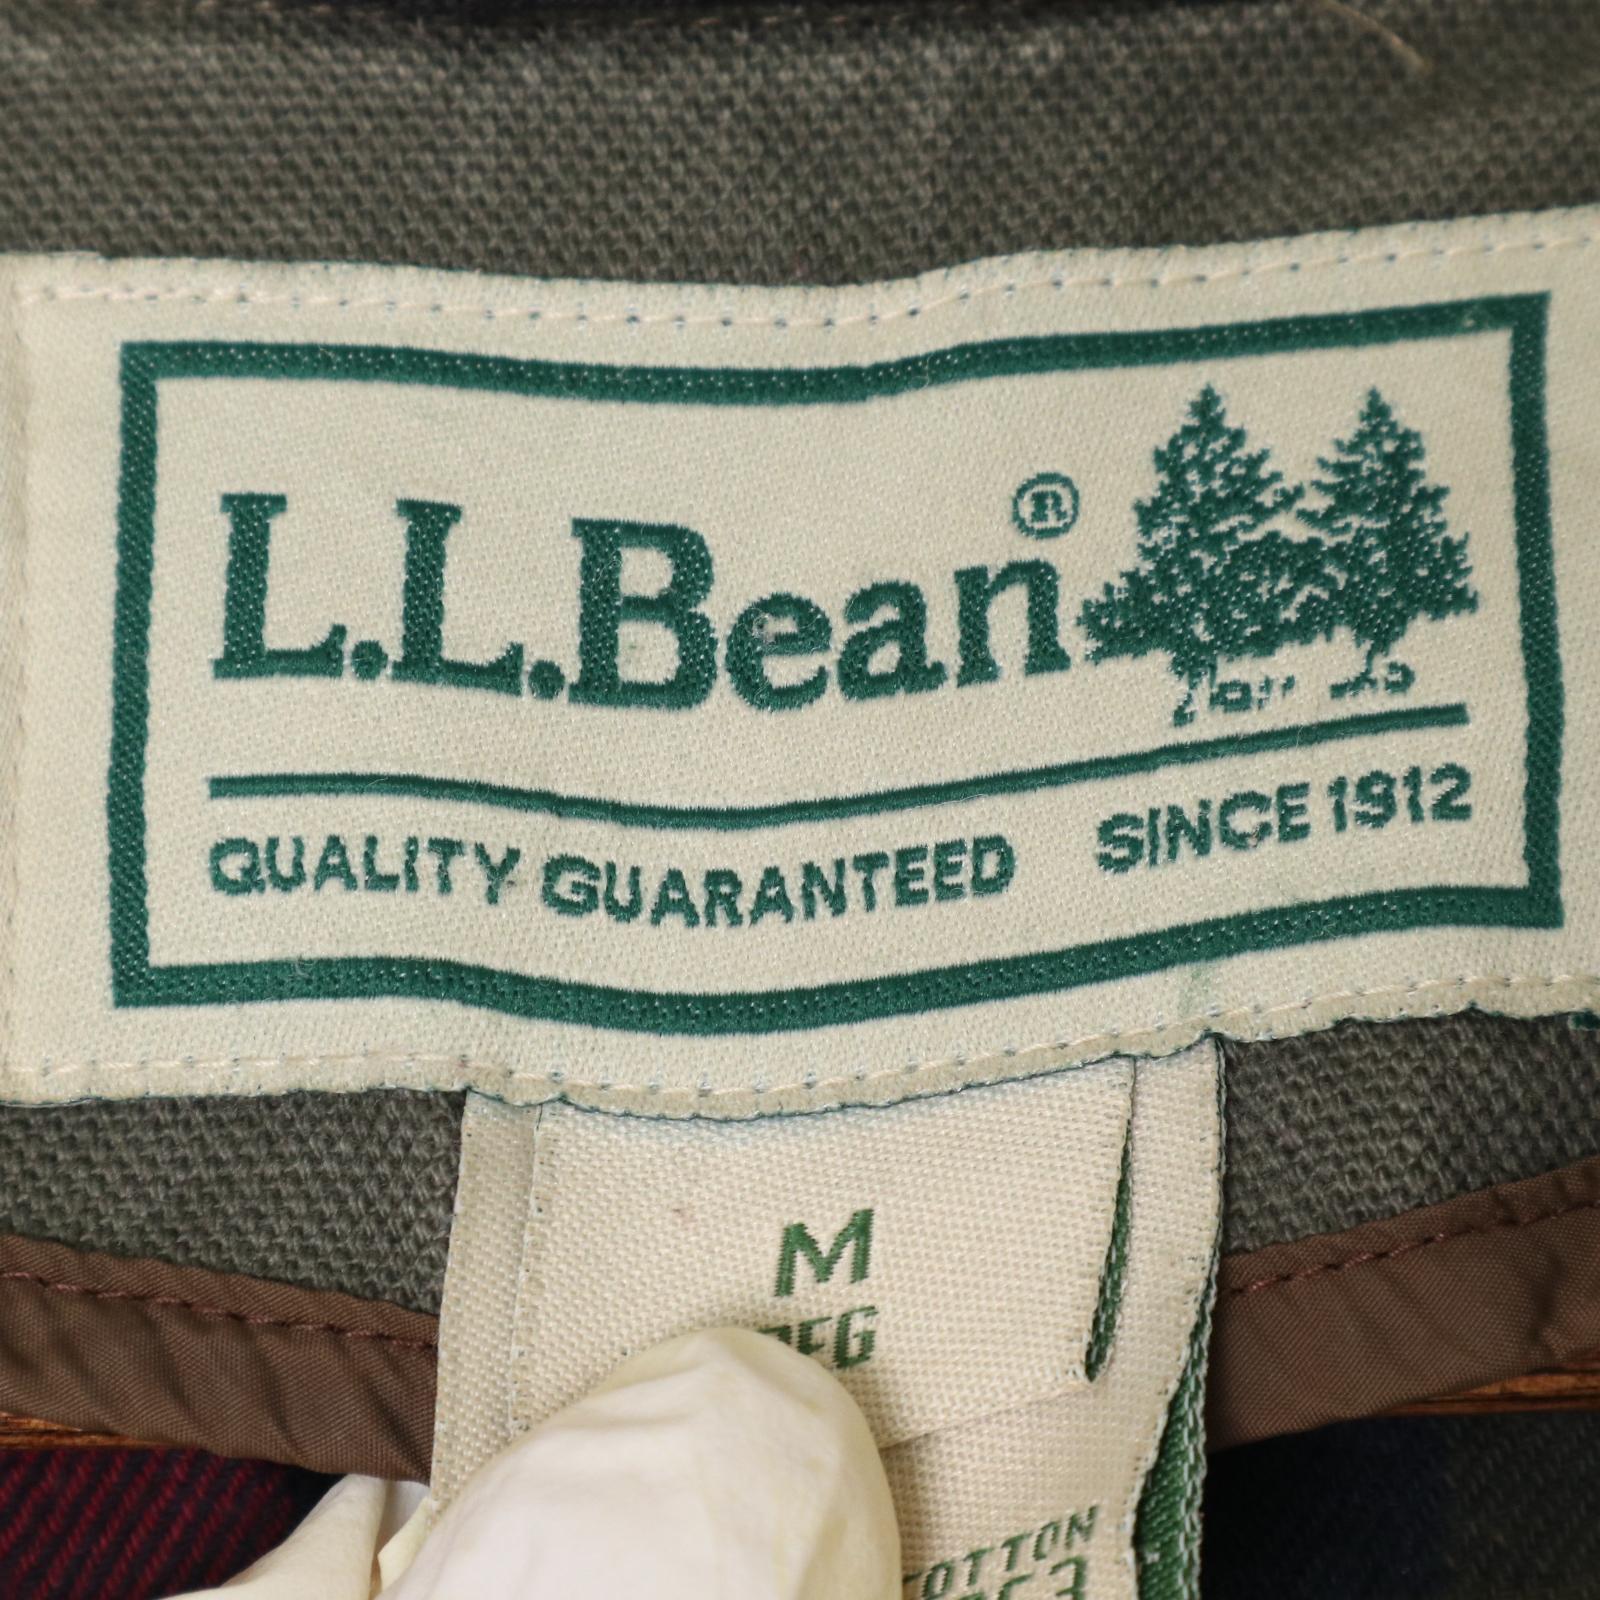 L.L.Bean®
QUALITY GUARANTEED SINCE 1912
M